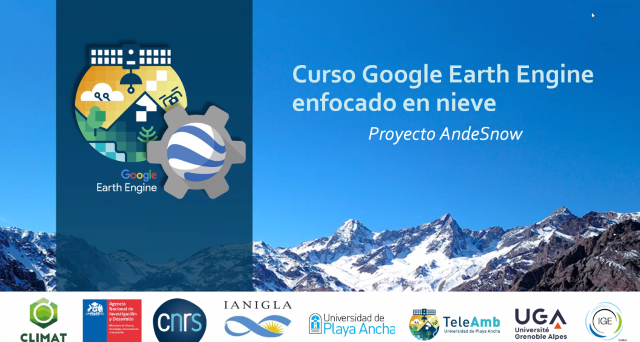 Curso Google Earth Engine
enfocado en nieve
Proyecto AndeSnow
Google
Earth Engine
CLIMAT
Agencia
Nacional de
Investigación
y Desarrollo
cnrs
IANIGLA
Universidad de
Playa Ancha
TeleAmb
Universidad de Playa Ancha
UGA
Université
Grenoble Alpes
IGE